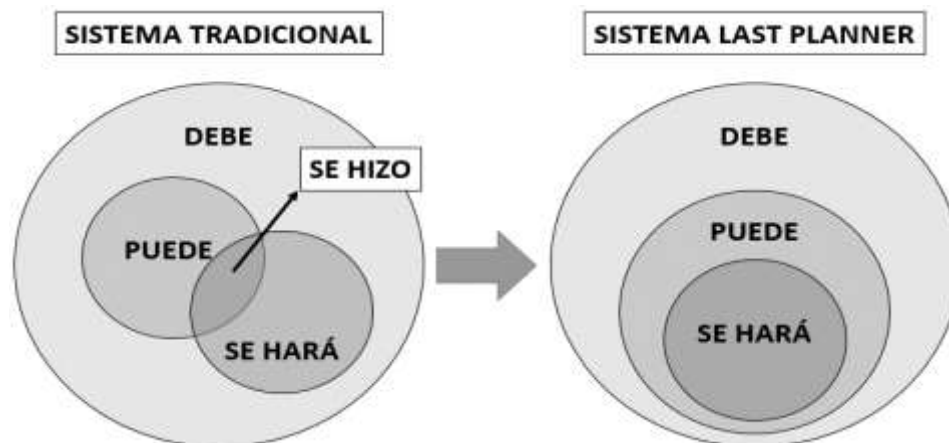 SISTEMA TRADICIONAL
DEBE
SE HIZO
PUEDE
SE HARÁ
SISTEMA LAST PLANNER
DEBE
PUEDE
SE HARÁ